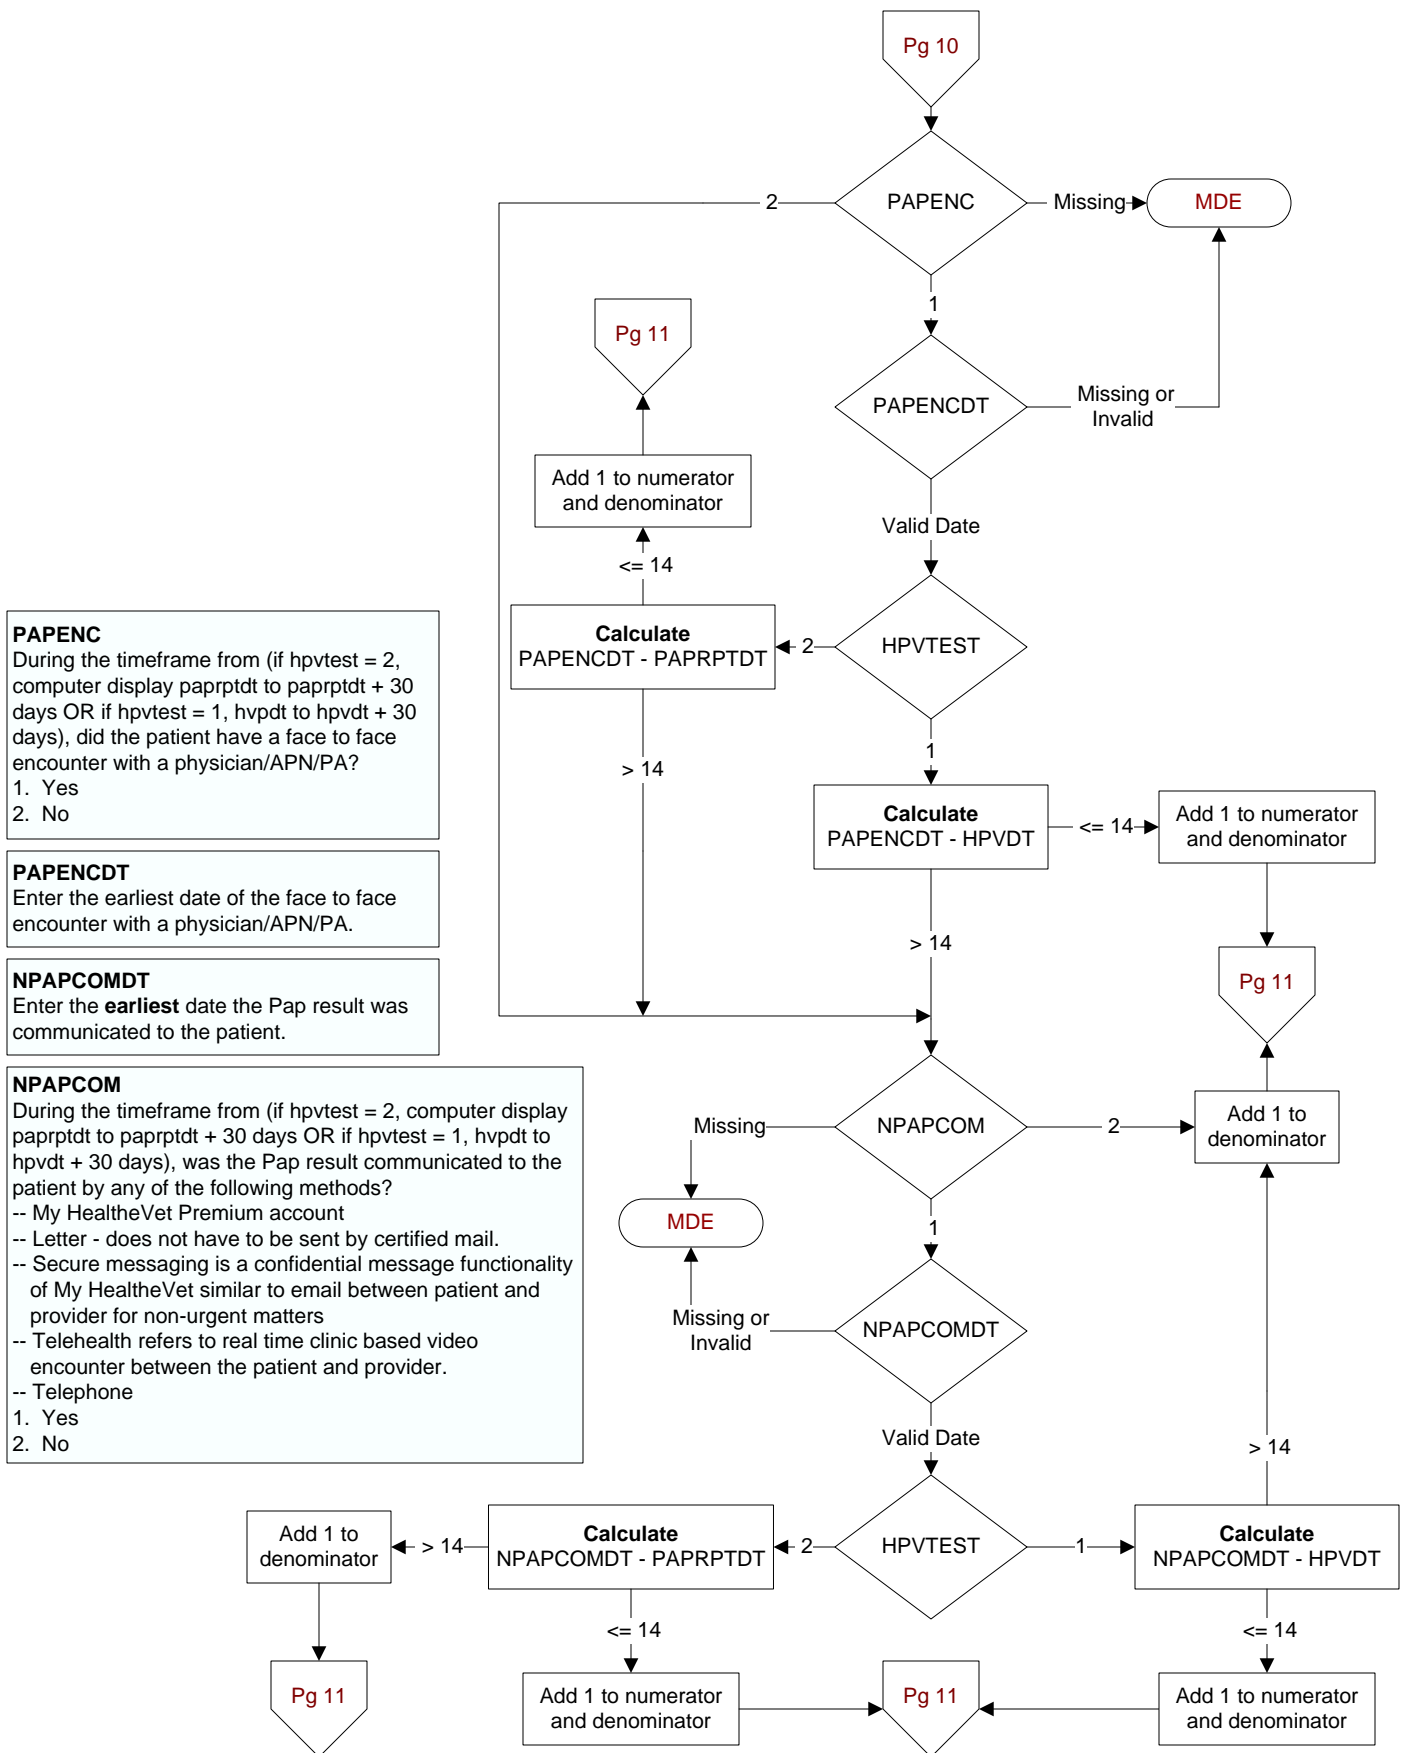 Pg 10
PAPENC
2
Missing
MDE
1
Pg 11
PAPENCDT
Missing or
Invalid
Add 1 to numerator
and denominator
Valid Date
<= 14
Calculate
PAPENCDT - PAPRPTDT
2
HPVTEST
> 14
1
Calculate
PAPENCDT - HPVDT
<= 14
Add 1 to numerator
and denominator
> 14
Pg 11
PAPENC
During the timeframe from (if hpvtest = 2,
computer display paprptdt to paprptdt + 30
days OR if hpvtest = 1, hvpdt to hpvdt + 30
days), did the patient have a face to face
encounter with a physician/APN/PA?
1. Yes
2. No
PAPENCDT
Enter the earliest date of the face to face
encounter with a physician/APN/PA.
NPAPCOMDT
Enter the earliest date the Pap result was
communicated to the patient.
NPAPCOM
During the timeframe from (if hpvtest = 2, computer display
paprptdt to paprptdt + 30 days OR if hpvtest = 1, hvpdt to
hpvdt + 30 days), was the Pap result communicated to the
patient by any of the following methods?
-- My HealtheVet Premium account
-- Letter - does not have to be sent by certified mail.
-- Secure messaging is a confidential message functionality
of My HealtheVet similar to email between patient and
provider for non-urgent matters
-- Telehealth refers to real time clinic based video
encounter between the patient and provider.
-- Telephone
1. Yes
2. No
Missing
NPAPCOM
2
Add 1 to
denominator
MDE
1
Missing or
Invalid
NPAPCOMDT
Valid Date
> 14
Add 1 to
denominator
> 14
Calculate
NPAPCOMDT - PAPRPTDT
2
HPVTEST
1
Calculate
NPAPCOMDT - HPVDT
<= 14
<= 14
Pg 11
Add 1 to numerator
and denominator
Pg 11
Add 1 to numerator
and denominator